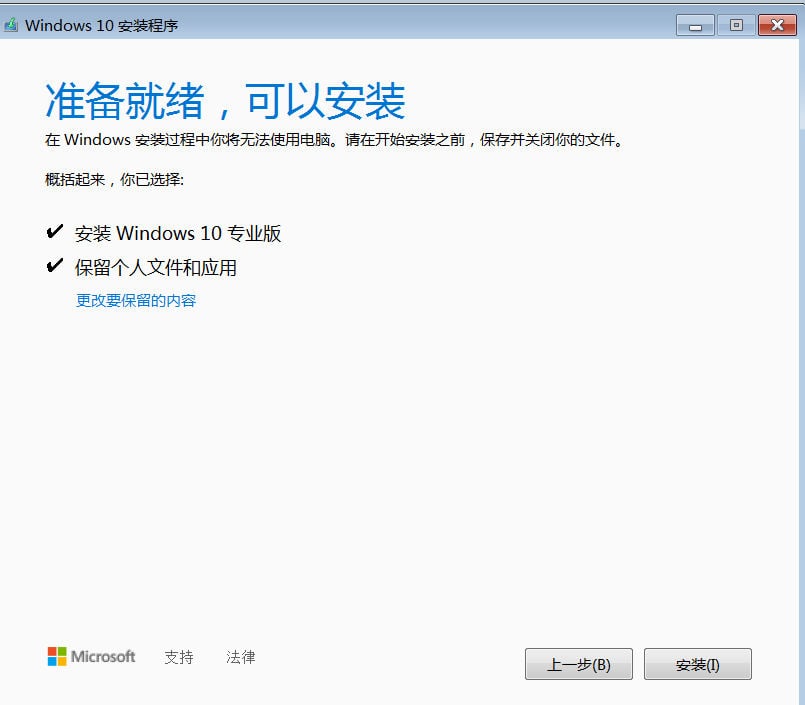 Windows 10 安装程序
准备就绪，可以安装
在 Windows 安装过程中你将无法使用电脑。请在开始安装之前，保存并关闭你的文件。
概括起来，你已选择:
安装 Windows 10 专业版
保留个人文件和应用
更改要保留的内容
Microsoft 支持 法律 上一步(B) 安装(I)